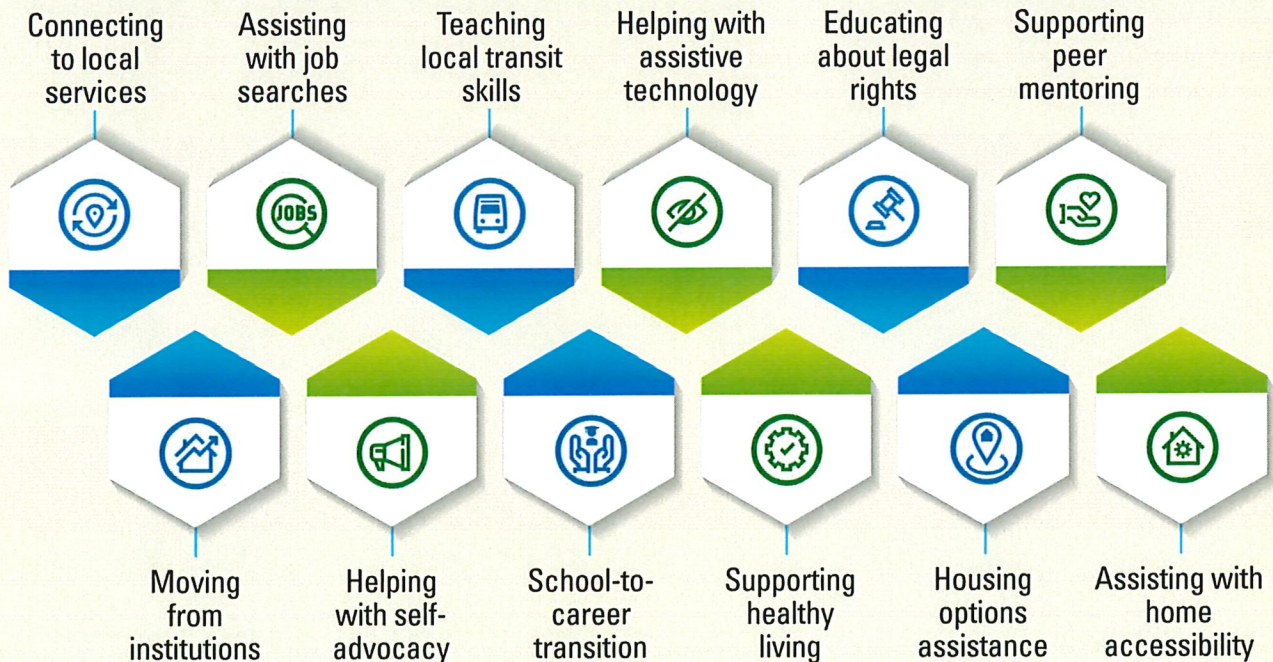 Connecting
to local
services
Assisting
with job
searches
Teaching
local transit
skills
Helping with
assistive
technology
Educating
about legal
rights
Supporting
peer
mentoring
JOBS
Moving
from
institutions
Helping
with self-
advocacy
School-to-
career
transition
Supporting
healthy
living
Housing
options
assistance
Assisting with
home
accessibility